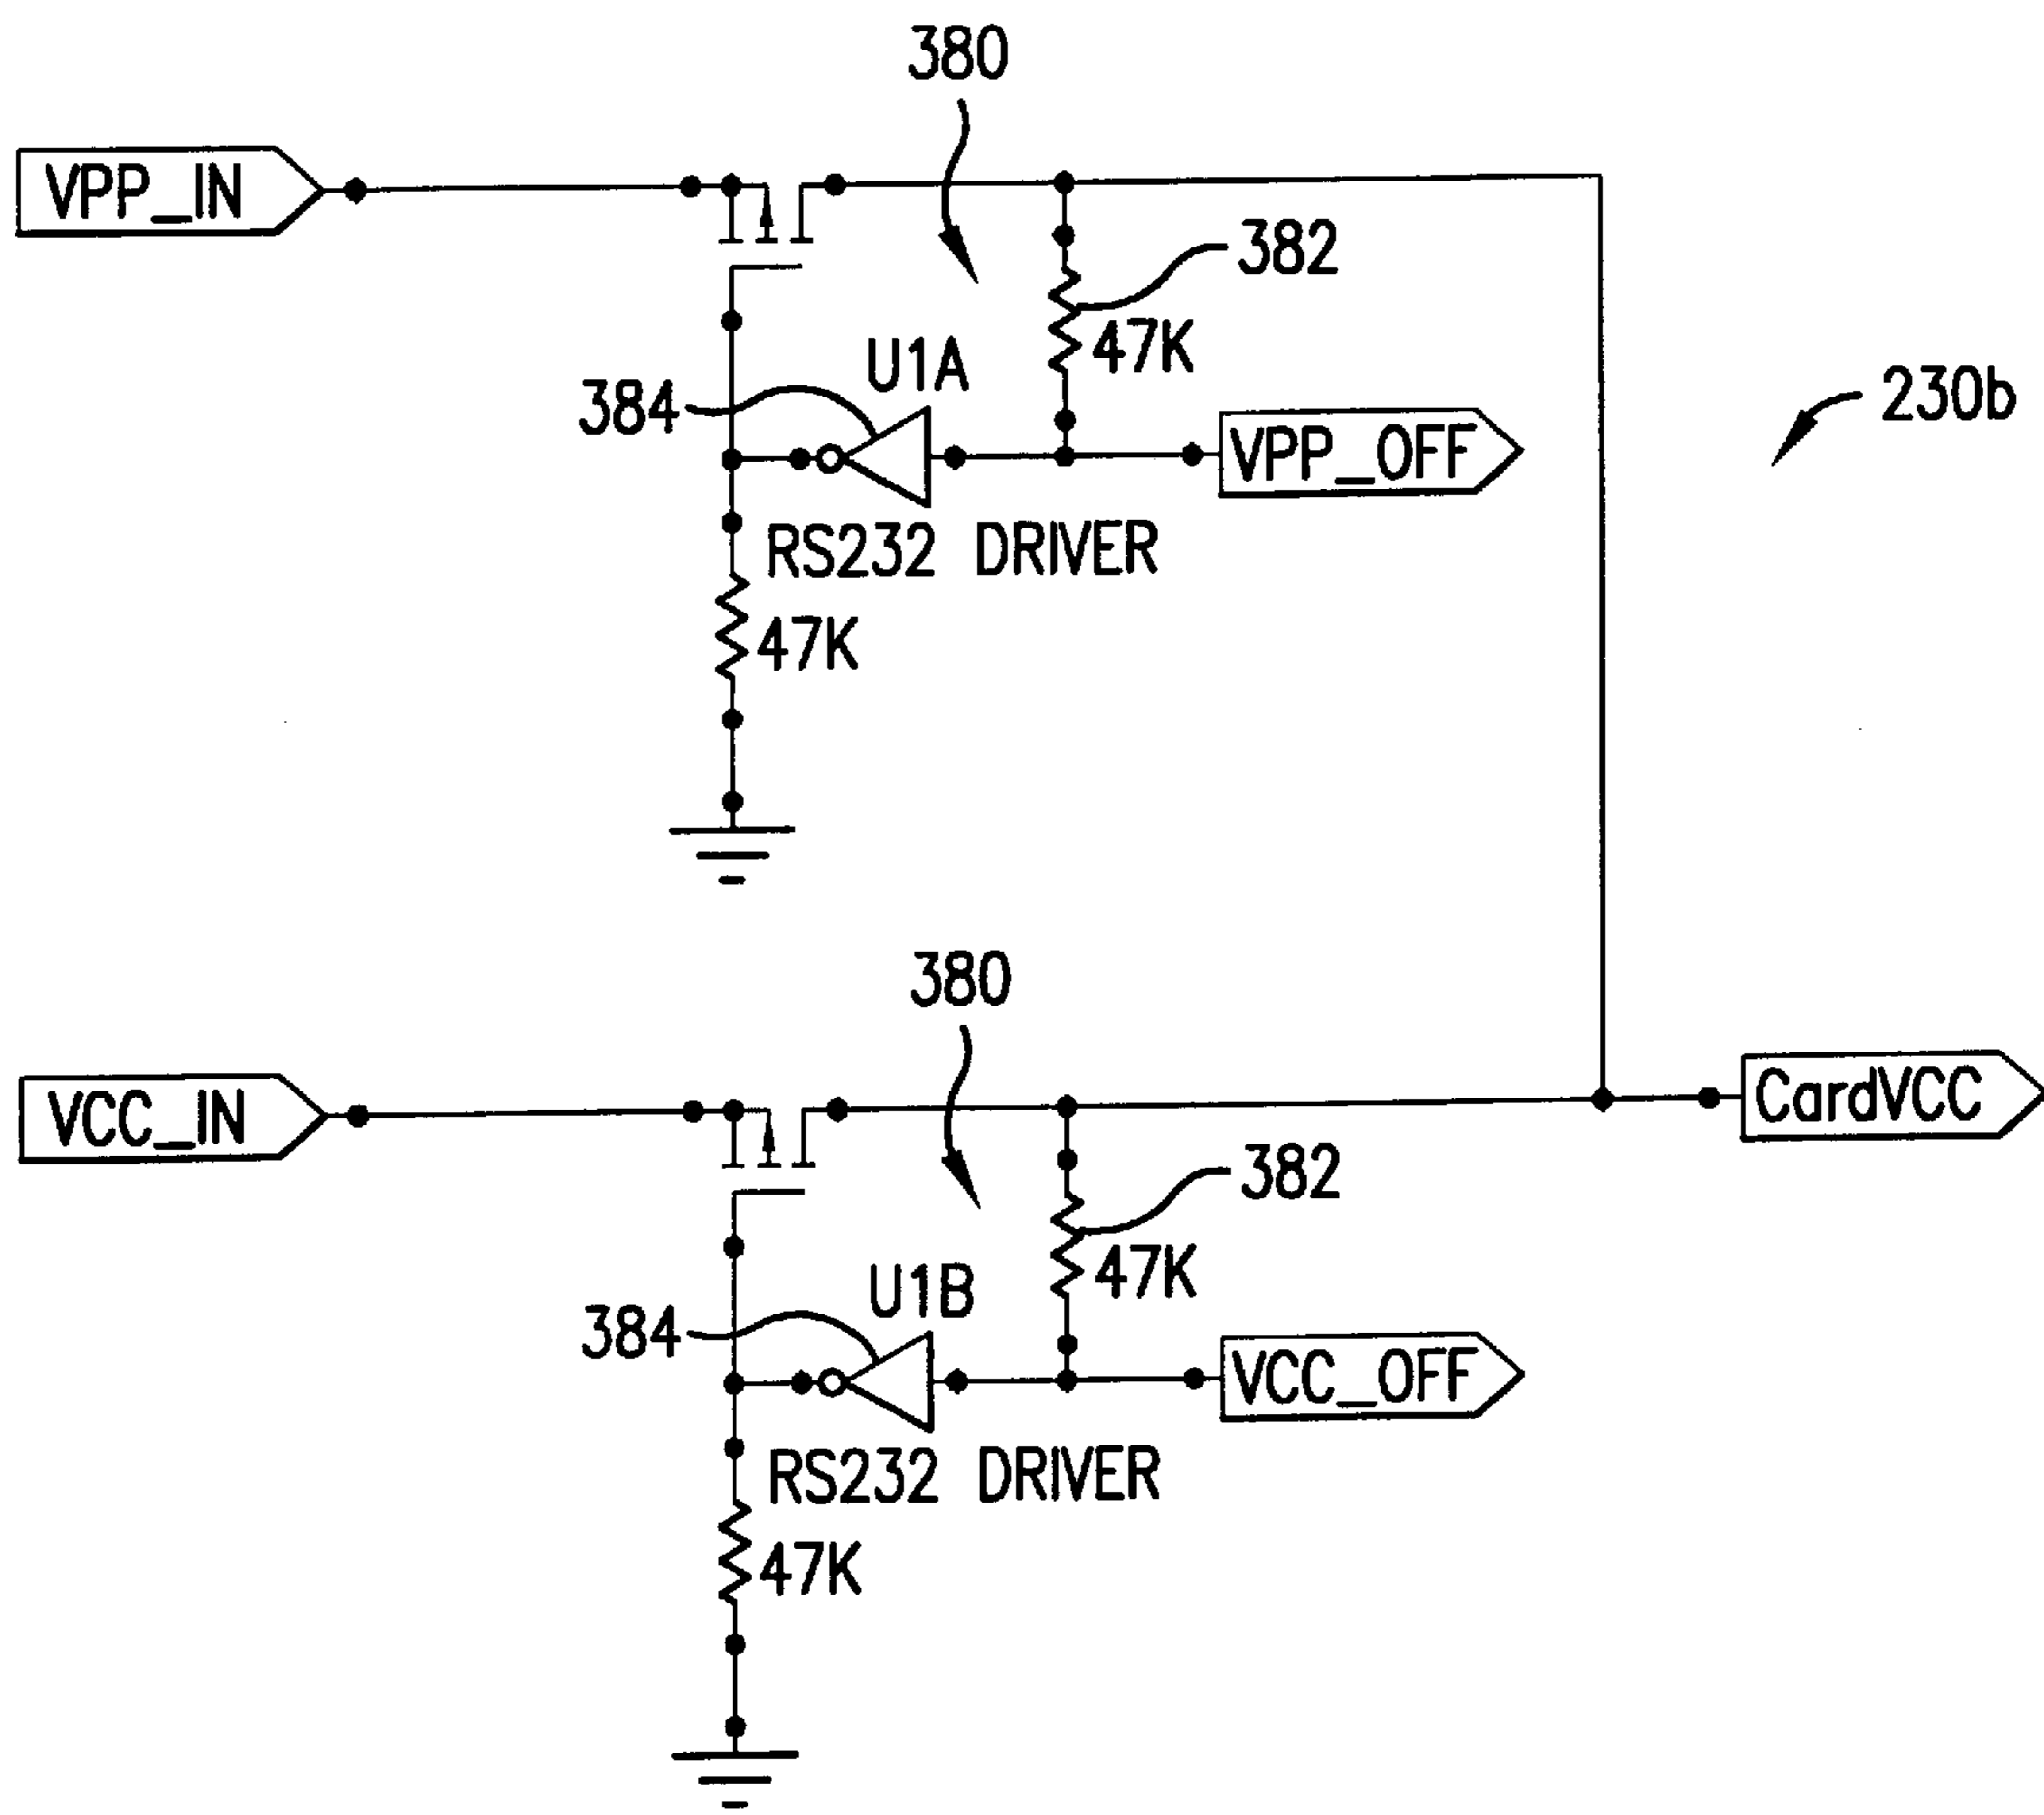 380
VPP_IN
382
47K
U1A
384
230b
VPP_OFF
RS232 DRIVER
47K
380
VCC_IN
CardVCC
382
47K
U1B
384
VCC_OFF
RS232 DRIVER
47K